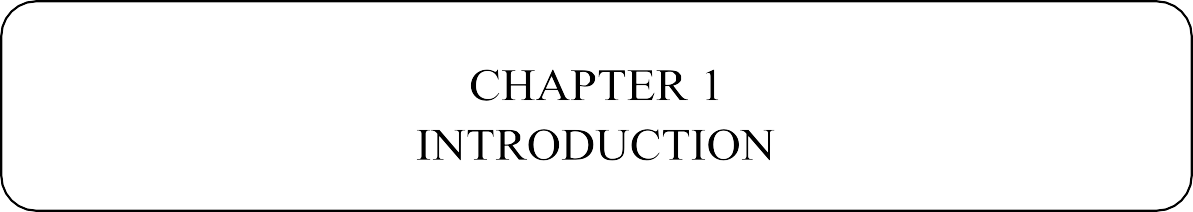 CHAPTER 1
INTRODUCTION